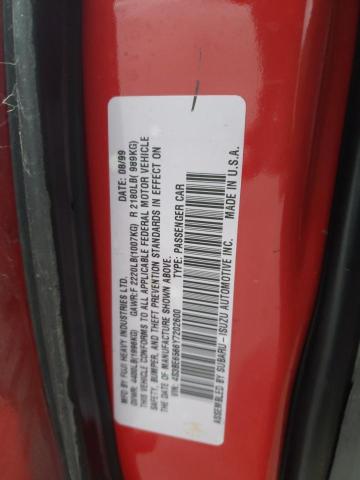 MFD BY FUJI HEAVY INDUSTRIES LTD. DATE: 08/99
GVWR: 4400LB(1996KG) GAWR:F 2220LB(1007KG) R 2180LB( 989KG)
THIS VEHICLE CONFORMS TO ALL APPLICABLE FEDERAL MOTOR VEHICLE
SAFETY, BUMPER, AND THEFT PREVENTION STANDARDS IN EFFECT ON
THE DATE OF MANUFACTURE SHOWN ABOVE.
VIN: 4S3BE6586Y7202600 TYPE: PASSENGER CAR
ASSEMBLED BY SUBARU-ISUZU AUTOMOTIVE INC. MADE IN U.S.A.